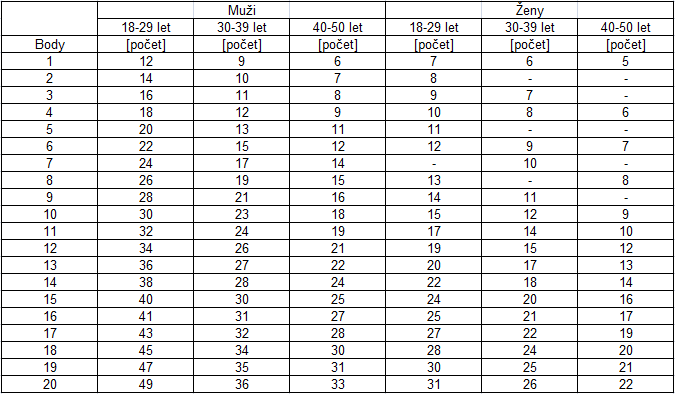 Muži Ženy
18-29 let 30-39 let 40-50 let 18-29 let 30-39 let 40-50 let
Body [počet] [počet] [počet] [počet] [počet] [počet]
1 12 9 6 7 6 5
2 14 10 7 8 - -
3 16 11 8 9 7 -
4 18 12 9 10 8 6
5 20 13 11 11 - -
6 22 15 12 12 9 7
7 24 17 14 - 10 -
8 26 19 15 13 - 8
9 28 21 16 14 11 -
10 30 23 18 15 12 9
11 32 24 19 17 14 10
12 34 26 21 19 15 12
13 36 27 22 20 17 13
14 38 28 24 22 18 14
15 40 30 25 24 20 16
16 41 31 27 25 21 17
17 43 32 28 27 22 19
18 45 34 30 28 24 20
19 47 35 31 30 25 21
20 49 36 33 31 26 22